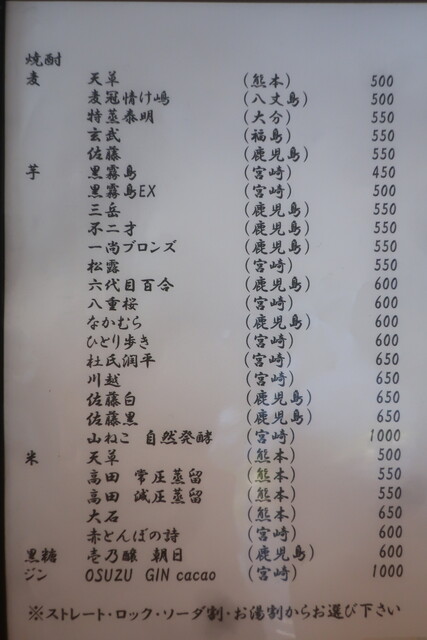 焼酎
麦 天草 (熊本) 500
麦冠情け嶋 (八丈島) 500
特蒸泰明 (大分) 550
玄武 (福島) 550
佐藤 (鹿児島) 550
芋 黒霧島 (宮崎) 450
黒霧島EX (宮崎) 500
三岳 (鹿児島) 550
不二才 (鹿児島) 550
一尚ブロンズ (鹿児島) 550
松露 (宮崎) 550
六代目百合 (鹿児島) 600
八重桜 (宮崎) 600
なかむら (鹿児島) 600
ひとり歩き (宮崎) 600
杜氏潤平 (宮崎) 650
川越 (宮崎) 650
佐藤白 (鹿児島) 650
佐藤黒 (鹿児島) 650
山ねこ 自然発酵 (宮崎) 1000
米 天草 (熊本) 500
高田 常圧蒸留 (熊本) 550
高田 減圧蒸留 (熊本) 550
大石 (熊本) 650
赤とんぼの詩 (宮崎) 600
黒糖 壱乃醸 朝日 (鹿児島) 600
ジン OSUZU GIN cacao (宮崎) 1000
※ストレート・ロック・ソーダ割・お湯割からお選び下さい